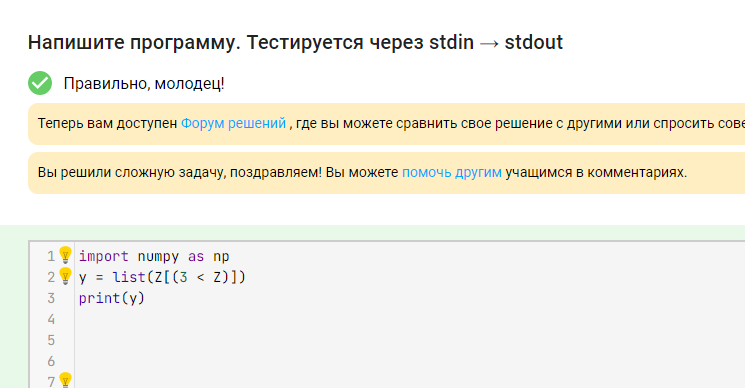 Напишите программу. Тестируется через stdin → stdout
Правильно, молодец!
Теперь вам доступен Форум решений , где вы можете сравнить свое решение с другими или спросить сове
Вы решили сложную задачу, поздравляем! Вы можете помочь другим учащимся в комментариях.
1 import numpy as np
2 y = list(Z[(3 < Z)])
3 print(y)
4
5
6
7